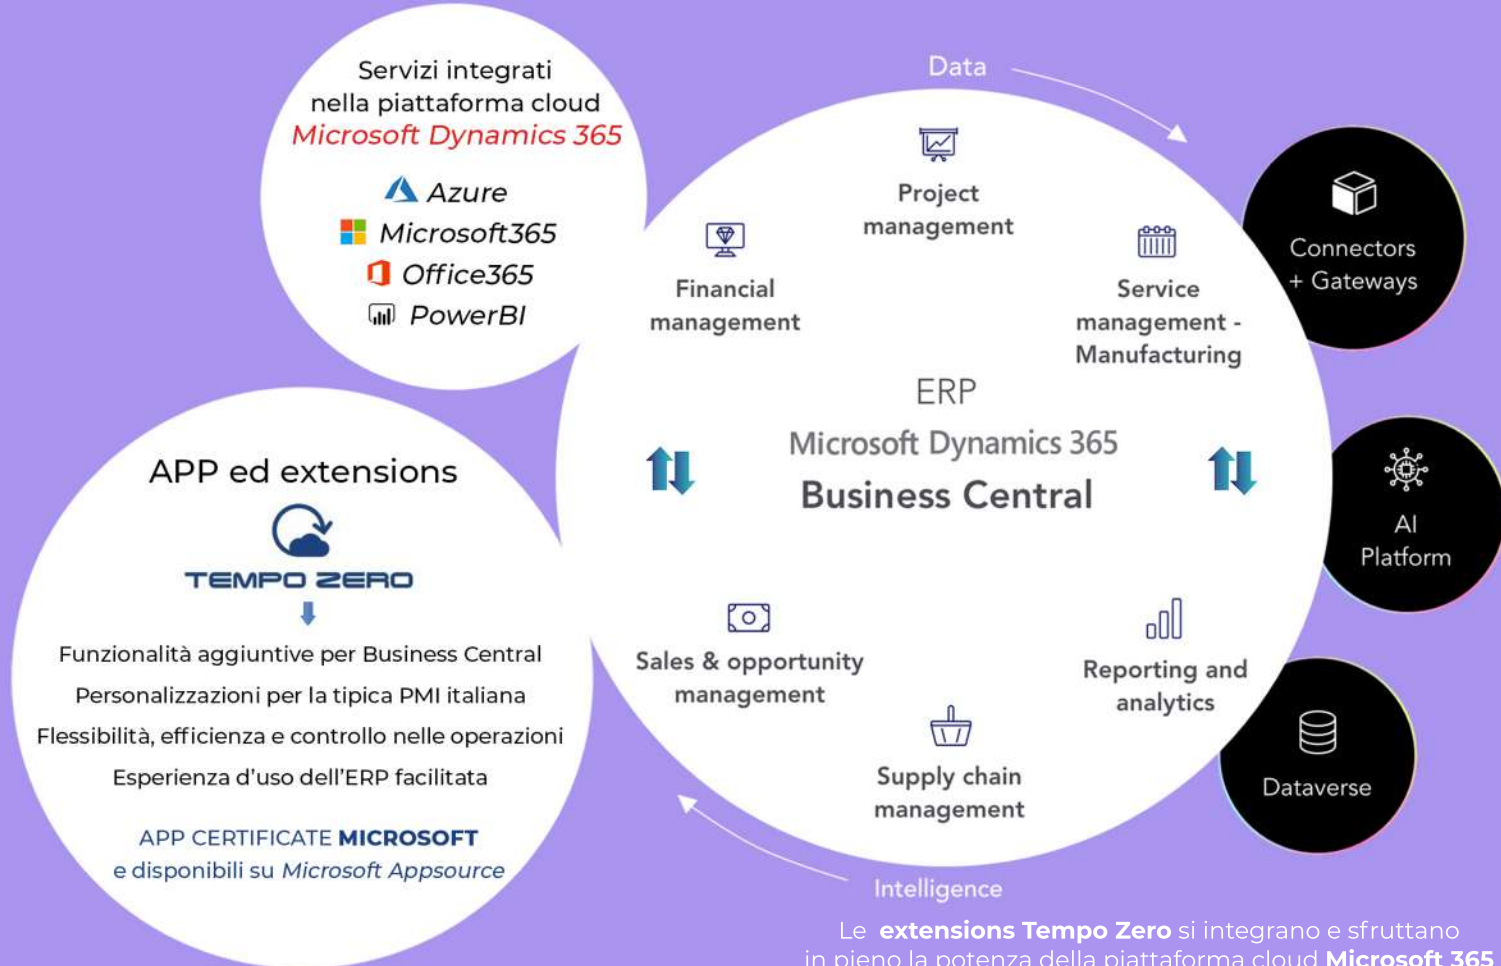 Servizi integrati
nella piattaforma cloud
Microsoft Dynamics 365
Azure
Microsoft365
Office365
PowerBI
APP ed extensions
TEMPO ZERO
Funzionalità aggiuntive per Business Central
Personalizzazioni per la tipica PMI italiana
Flessibilità, efficienza e controllo nelle operazioni
Esperienza d'uso dell'ERP facilitata
APP CERTIFICATE MICROSOFT
e disponibili su Microsoft Appsource
Data
Project
management
Financial
management
Service
management -
Manufacturing
ERP
Microsoft Dynamics 365
Business Central
Sales & opportunity
management
Reporting and
analytics
Supply chain
management
Intelligence
Connectors
+ Gateways
AI
Platform
Dataverse
Le extensions Tempo Zero si integrano e sfruttano
in pieno la potenza della piattaforma cloud Microsoft 365